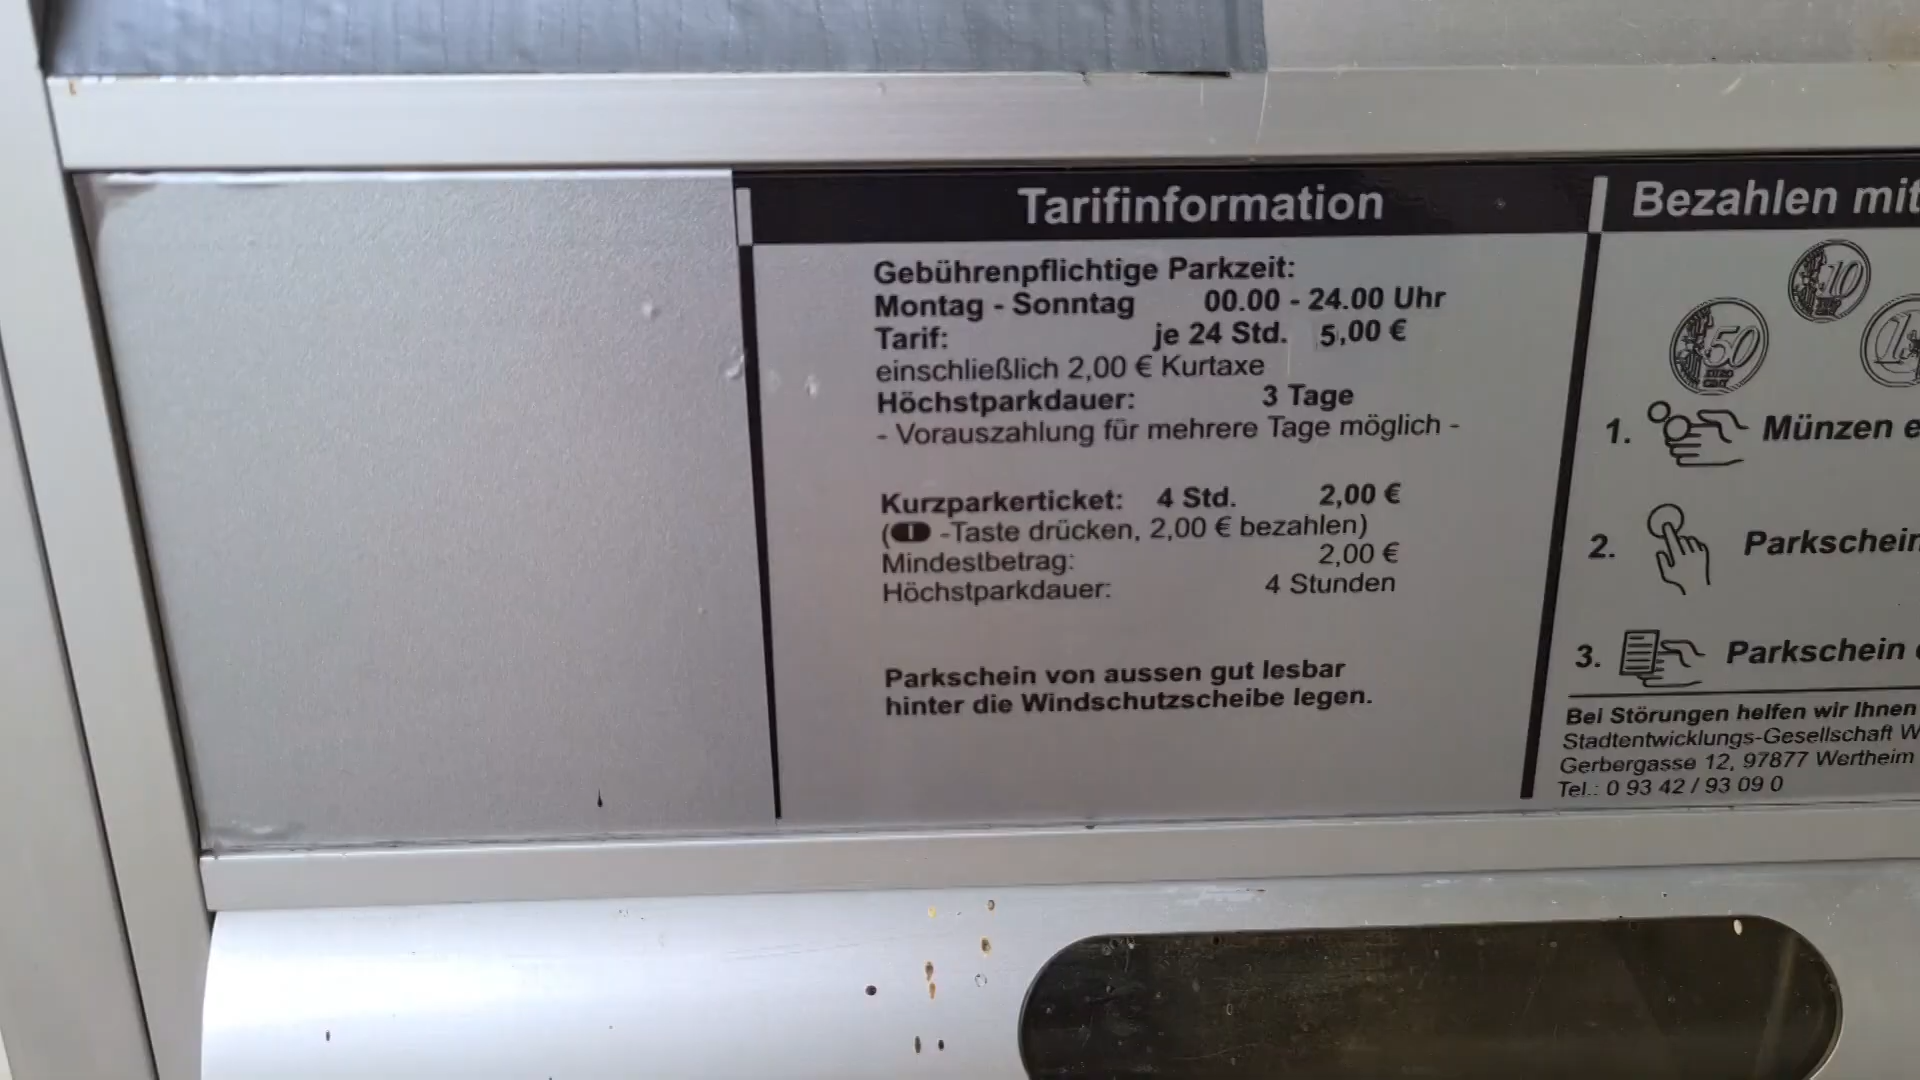 Tarifinformation
Gebührenpflichtige Parkzeit:
Montag - Sonntag 00.00 - 24.00 Uhr
Tarif: je 24 Std. 5,00 €
einschließlich 2,00 € Kurtaxe
Höchstparkdauer: 3 Tage
- Vorauszahlung für mehrere Tage möglich -
Kurzparkerticket: 4 Std. 2,00 €
( -Taste drücken, 2,00 € bezahlen)
Mindestbetrag: 2,00 €
Höchstparkdauer: 4 Stunden
Parkschein von aussen gut lesbar
hinter die Windschutzscheibe legen.
Bezahlen mit
10
50
1
1. Münzen
2. Parkschein
3. Parkschein
Bei Störungen helfen wir Ihnen
Stadtentwicklungs-Gesellschaft
Gerbergasse 12, 97877 Wertheim
Tel.: 0 93 42 / 93 09 0